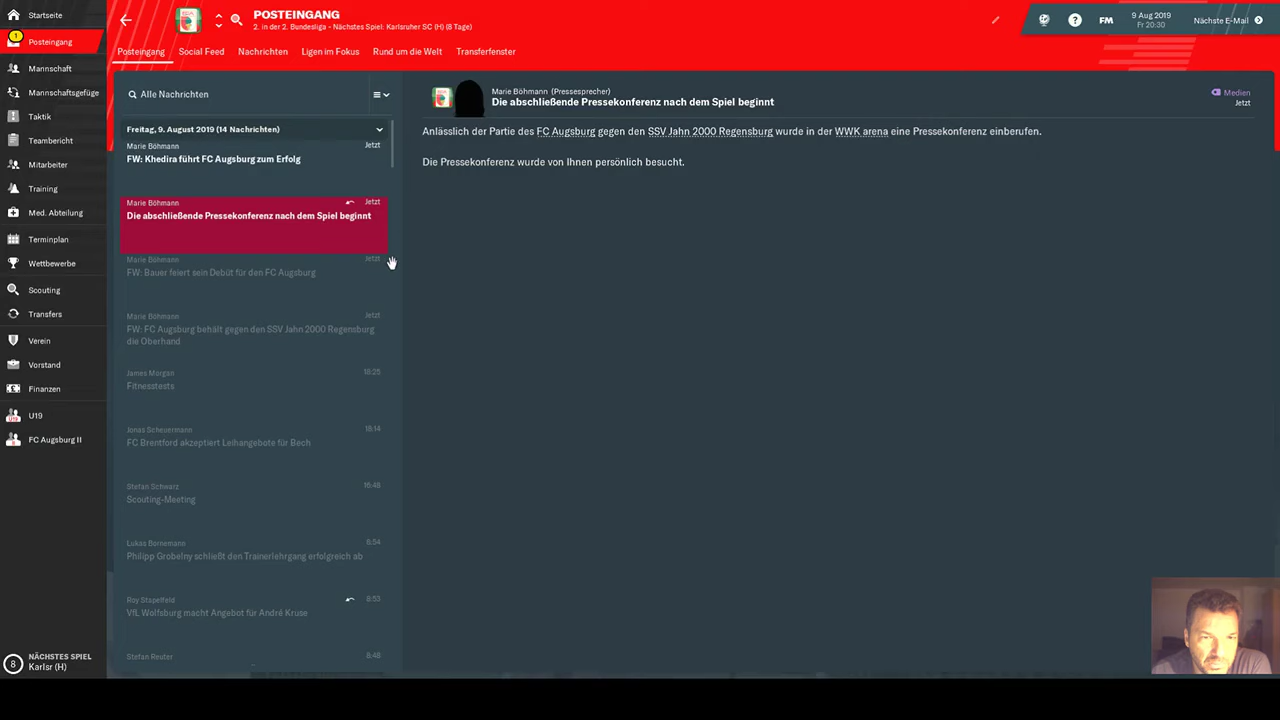 Startseite
1
Posteingang
Mannschaft
Mannschaftsgefüge
Taktik
Teambericht
Mitarbeiter
Training
Med. Abteilung
Terminplan
Wettbewerbe
Scouting
Transfers
Verein
Vorstand
Finanzen
U19
FC Augsburg II
8
NÄCHSTES SPIEL
Karlsr (H)
POSTEINGANG
2. in der 2. Bundesliga - Nächstes Spiel: Karlsruher SC (H) (8 Tage)
FM
9 Aug 2019
Fr 20:30
Nächste E-Mail
Posteingang Social Feed Nachrichten Ligen im Fokus Rund um die Welt Transferfenster
Alle Nachrichten
Freitag, 9. August 2019 (14 Nachrichten)
Marie Böhmann Jetzt
FW: Khedira führt FC Augsburg zum Erfolg
Marie Böhmann Jetzt
Die abschließende Pressekonferenz nach dem Spiel beginnt
Marie Böhmann Jetzt
FW: Bauer feiert sein Debüt für den FC Augsburg
Marie Böhmann Jetzt
FW: FC Augsburg behält gegen den SSV Jahn 2000 Regensburg
die Oberhand
James Morgan 18:25
Fitnesstests
Jonas Scheuermann 18:14
FC Brentford akzeptiert Leihangebote für Bech
Stefan Schwarz 16:48
Scouting-Meeting
Lukas Bornemann 8:54
Philipp Grobelny schließt den Trainerlehrgang erfolgreich ab
Roy Stapelfeld 8:53
VfL Wolfsburg macht Angebot für André Kruse
Stefan Reuter 8:48
Marie Böhmann (Pressesprecher)
Die abschließende Pressekonferenz nach dem Spiel beginnt
Medien
Jetzt
Anlässlich der Partie des FC Augsburg gegen den SSV Jahn 2000 Regensburg wurde in der WWK arena eine Pressekonferenz einberufen.
Die Pressekonferenz wurde von Ihnen persönlich besucht.